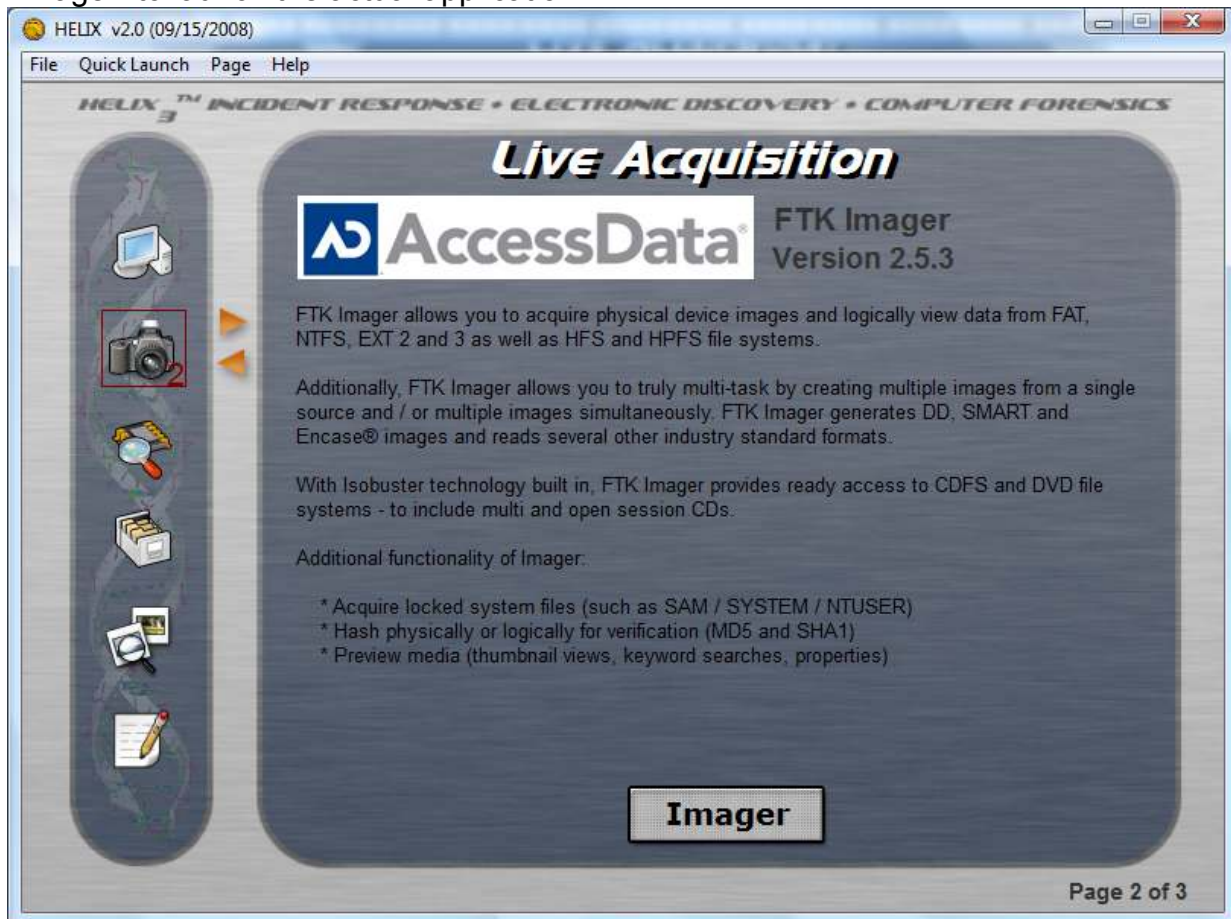 HELIX v2.0 (09/15/2008)
File Quick Launch Page Help
HELIX 3 ™ INCIDENT RESPONSE • ELECTRONIC DISCOVERY • COMPUTER FORENSICS
Live Acquisition
AccessData®
FTK Imager
Version 2.5.3
FTK Imager allows you to acquire physical device images and logically view data from FAT,
NTFS, EXT 2 and 3 as well as HFS and HPFS file systems.
Additionally, FTK Imager allows you to truly multi-task by creating multiple images from a single
source and / or multiple images simultaneously. FTK Imager generates DD, SMART and
Encase® images and reads several other industry standard formats.
With Isobuster technology built in, FTK Imager provides ready access to CDFS and DVD file
systems - to include multi and open session CDs.
Additional functionality of Imager:
* Acquire locked system files (such as SAM / SYSTEM / NTUSER)
* Hash physically or logically for verification (MD5 and SHA1)
* Preview media (thumbnail views, keyword searches, properties)
2
Imager
Page 2 of 3